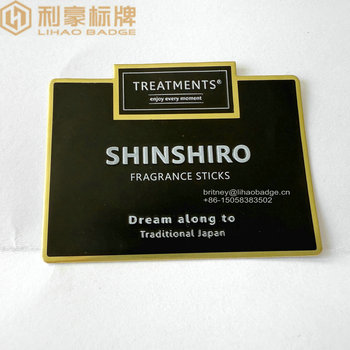 利豪标牌
LIHAO BADGE
TREATMENTS®
enjoy every moment
SHINSHIRO
FRAGRANCE STICKS
britney@lihaobadge.cn
+86-15058383502
Dream along to
Traditional Japan